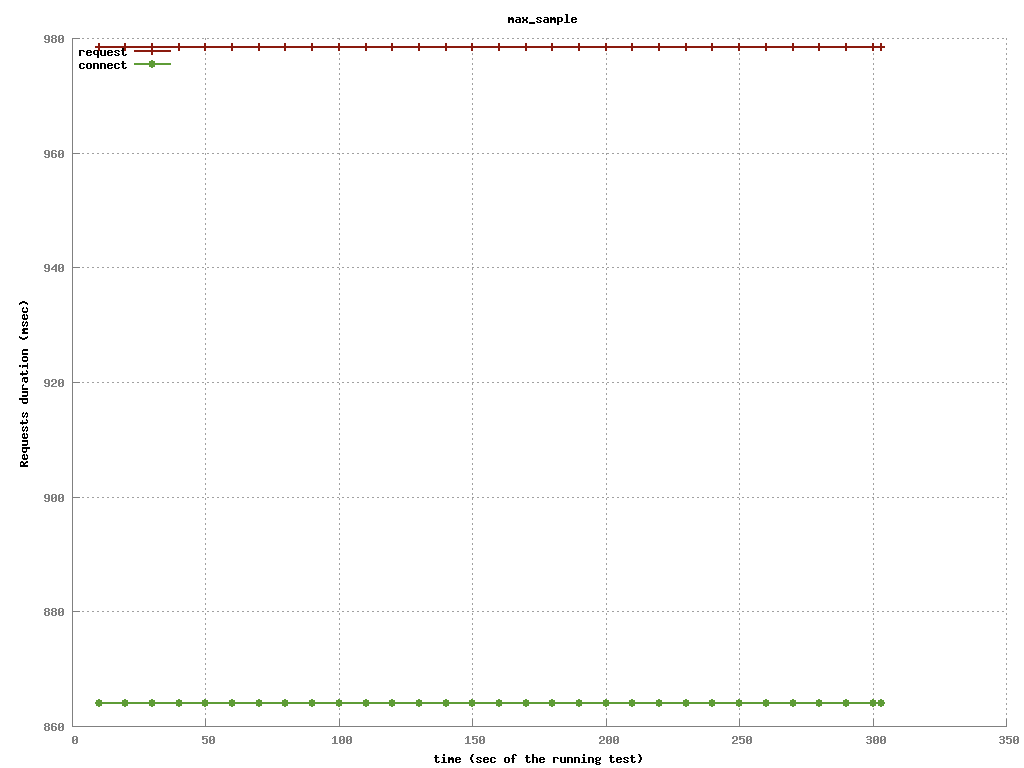 max_sample
980
request
connect
960
940
920
900
880
860
Requests duration (msec)
0 50 100 150 200 250 300 350
time (sec of the running test)